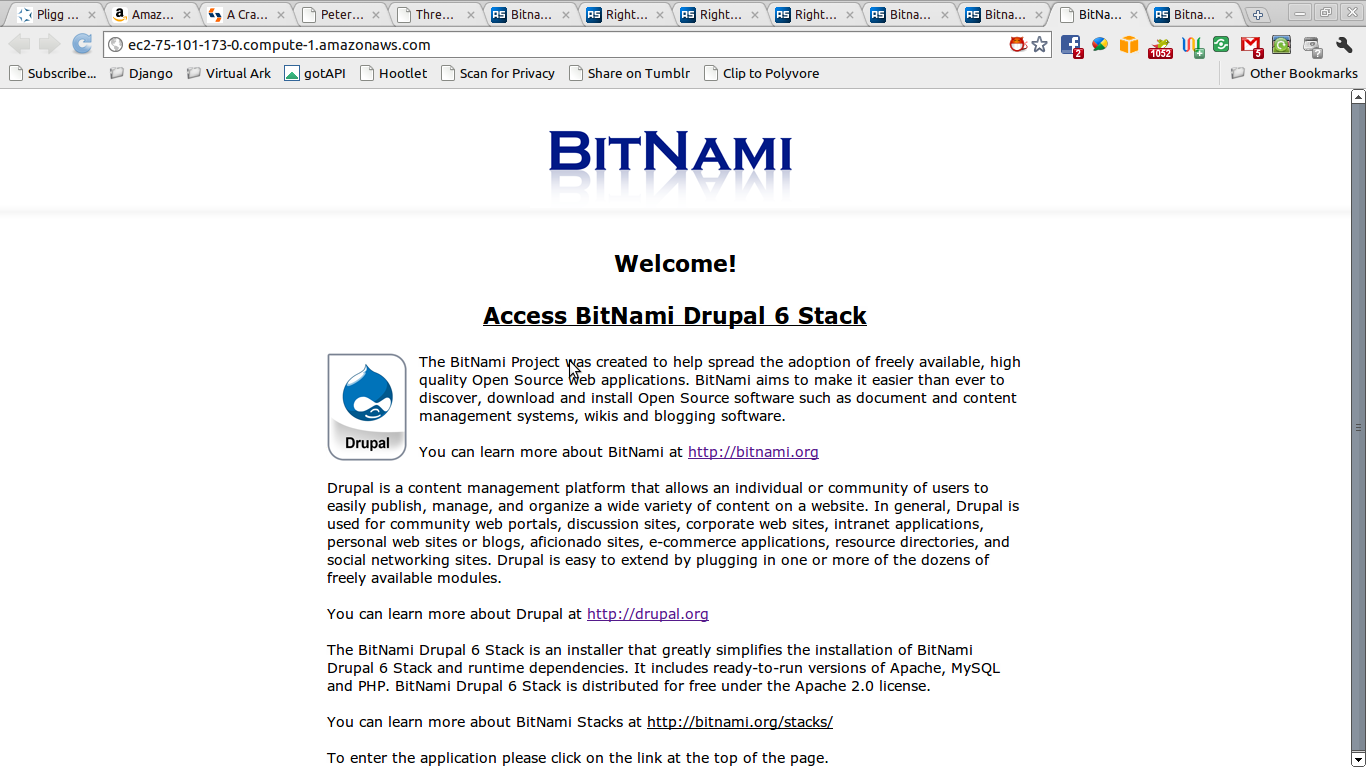 Pligg
Amaz...
A Cra...
Peter...
Thre...
Bitna...
Right...
Right...
Right...
Bitna...
Bitna...
BitNa...
Bitna...
ec2-75-101-173-0.compute-1.amazonaws.com
2
1052
5
?
Subscribe...
Django
Virtual Ark
gotAPI
Hootlet
Scan for Privacy
Share on Tumblr
Clip to Polyvore
Other Bookmarks
BITNAMI
Welcome!
Access BitNami Drupal 6 Stack
The BitNami Project was created to help spread the adoption of freely available, high
quality Open Source web applications. BitNami aims to make it easier than ever to
discover, download and install Open Source software such as document and content
management systems, wikis and blogging software.
Drupal
You can learn more about BitNami at http://bitnami.org
Drupal is a content management platform that allows an individual or community of users to
easily publish, manage, and organize a wide variety of content on a website. In general, Drupal is
used for community web portals, discussion sites, corporate web sites, intranet applications,
personal web sites or blogs, aficionado sites, e-commerce applications, resource directories, and
social networking sites. Drupal is easy to extend by plugging in one or more of the dozens of
freely available modules.
You can learn more about Drupal at http://drupal.org
The BitNami Drupal 6 Stack is an installer that greatly simplifies the installation of BitNami
Drupal 6 Stack and runtime dependencies. It includes ready-to-run versions of Apache, MySQL
and PHP. BitNami Drupal 6 Stack is distributed for free under the Apache 2.0 license.
You can learn more about BitNami Stacks at http://bitnami.org/stacks/
To enter the application please click on the link at the top of the page.